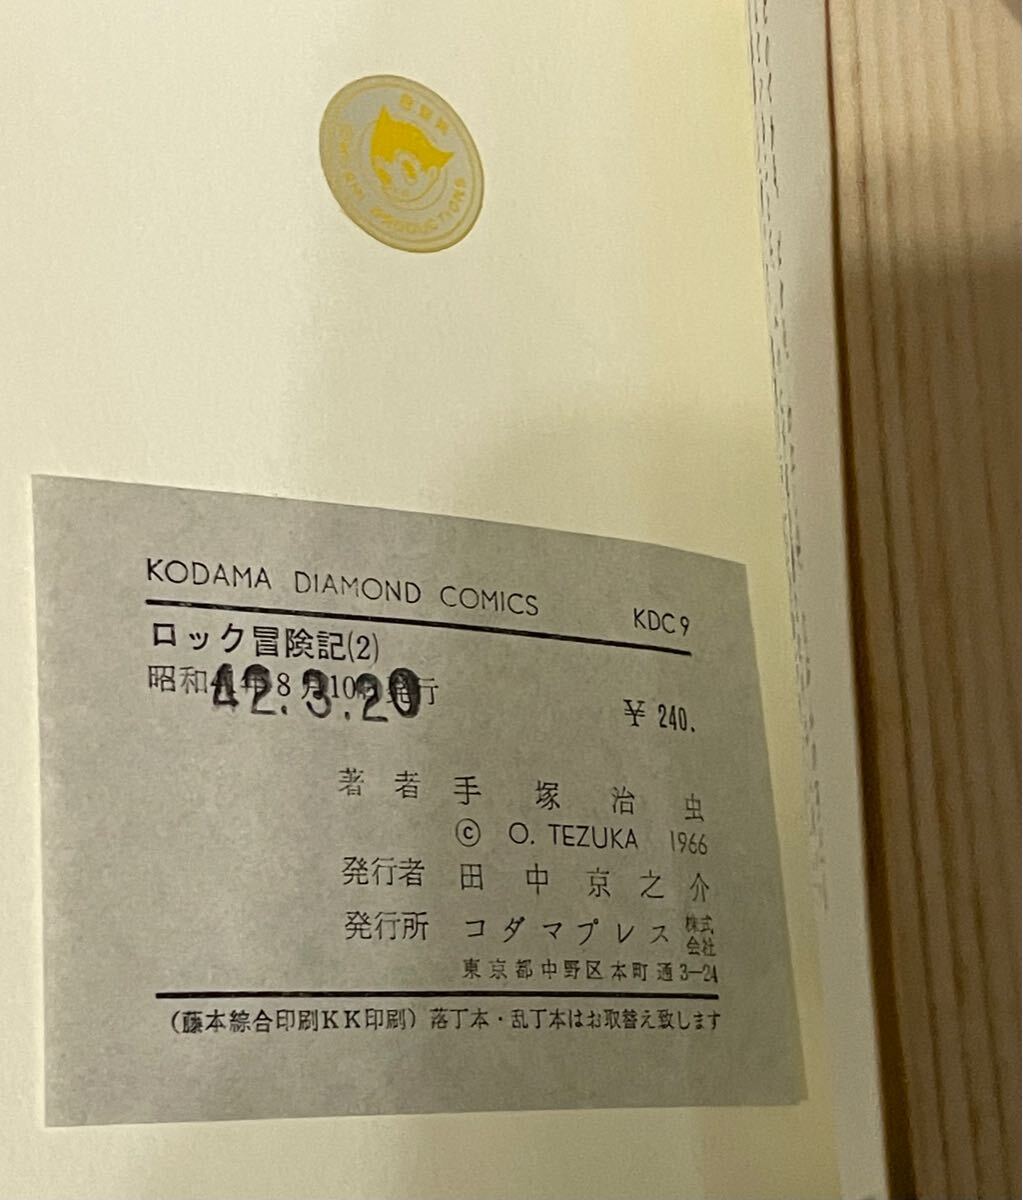 KODAMA DIAMOND COMICS KDC9
ロック冒険記(2)
昭和41年8月10日発行
42.3.20
¥ 240.
著者 手塚治虫
© O. TEZUKA 1966
発行者 田中京之介
発行所 コダマプレス株式会社
東京都中野区本町通3—24
(藤本綜合印刷KK印刷) 落丁本・乱丁本はお取替え致します